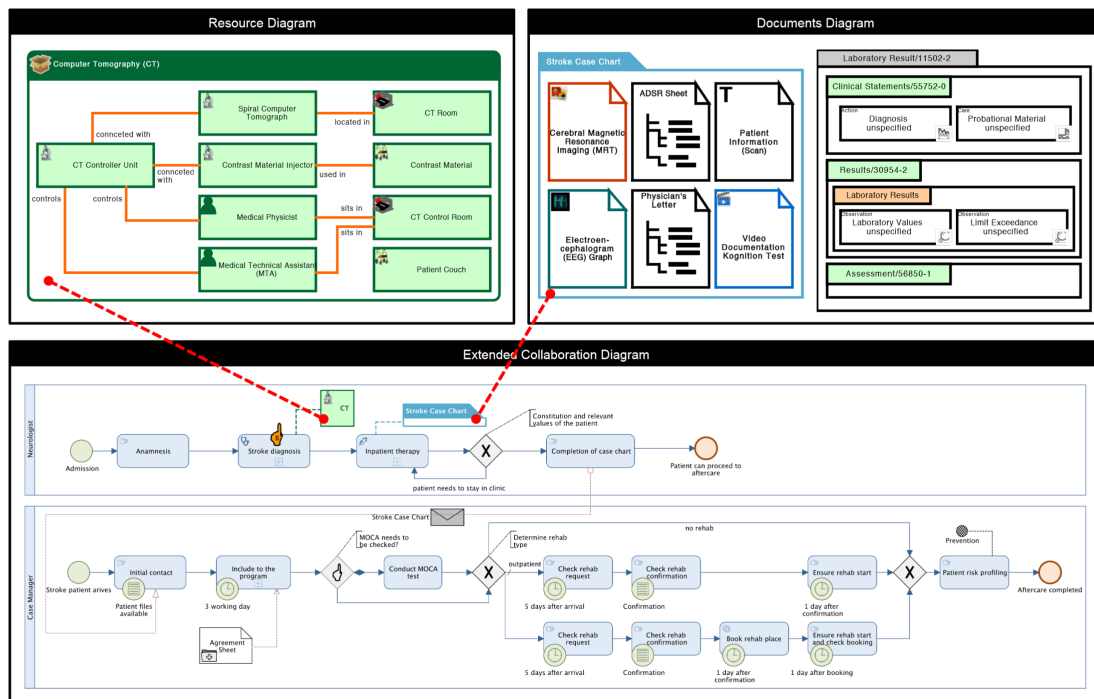 Resource Diagram
Computer Tomography (CT)
Spiral Computer
Tomograph
CT Room
connceted with
located in
CT Controller Unit
Contrast Material Injector
Contrast Material
connceted
with
used in
controls
controls
Medical Physicist
sits in
CT Control Room
sits in
Medical Technical Assistant
(MTA)
Patient Couch
Documents Diagram
Stroke Case Chart
Cerebral Magnetic
Resonance
Imaging (MRT)
ADSR Sheet
T
Patient
Information
(Scan)
Electroen-
cephalogram
(EEG) Graph
Physician's
Letter
Video
Documentation
Kognition Test
Laboratory Result/11502-2
Clinical Statements/55752-0
Action
Diagnosis
unspecified
Care
Probational Material
unspecified
Results/30954-2
Laboratory Results
Observation
Laboratory Values
unspecified
Observation
Limit Exceedance
unspecified
Assessment/56850-1
Extended Collaboration Diagram
Neurologist
Admission
Anamnesis
Stroke diagnosis
CT
Stroke Case Chart
Inpatient therapy
Constitution and relevant
values of the patient
X
patient needs to stay in clinic
Completion of case chart
Patient can proceed to
aftercare
Stroke Case Chart
Case Manager
Stroke patient arives
Initial contact
Patient files
available
Include to the
program
3 working day
Agreement
Sheet
MOCA needs to
be checked?
Conduct MOCA
test
Determine rehab
type
X
no rehab
outpatient
Check rehab
request
5 days after arrival
Check rehab
confirmation
Confirmation
Ensure rehab start
1 day after
confirmation
X
Prevention
Patient risk profiling
Aftercare completed
Check rehab
request
5 days after arrival
Check rehab
confirmation
Confirmation
Book rehab place
1 day after
confirmation
Ensure rehab start
and check booking
1 day after booking